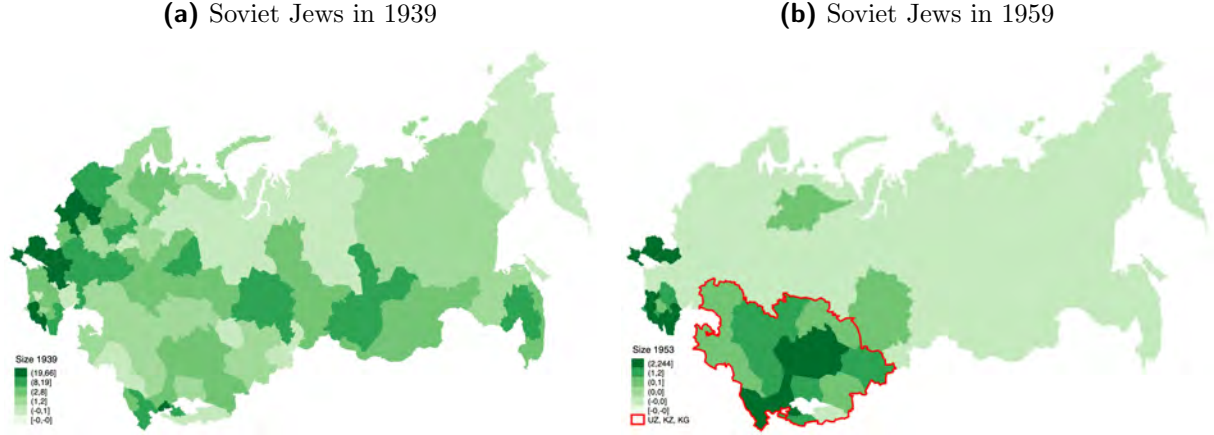 (a) Soviet Jews in 1939
(b) Soviet Jews in 1959
Size 1939
(19,66]
(8,19]
(2,8]
(1,2]
(-0,1]
[-0,-0]
Size 1953
(2,244]
(1,2]
(0,1]
(0,0]
(-0,0]
[-0,-0]
UZ, KZ, KG